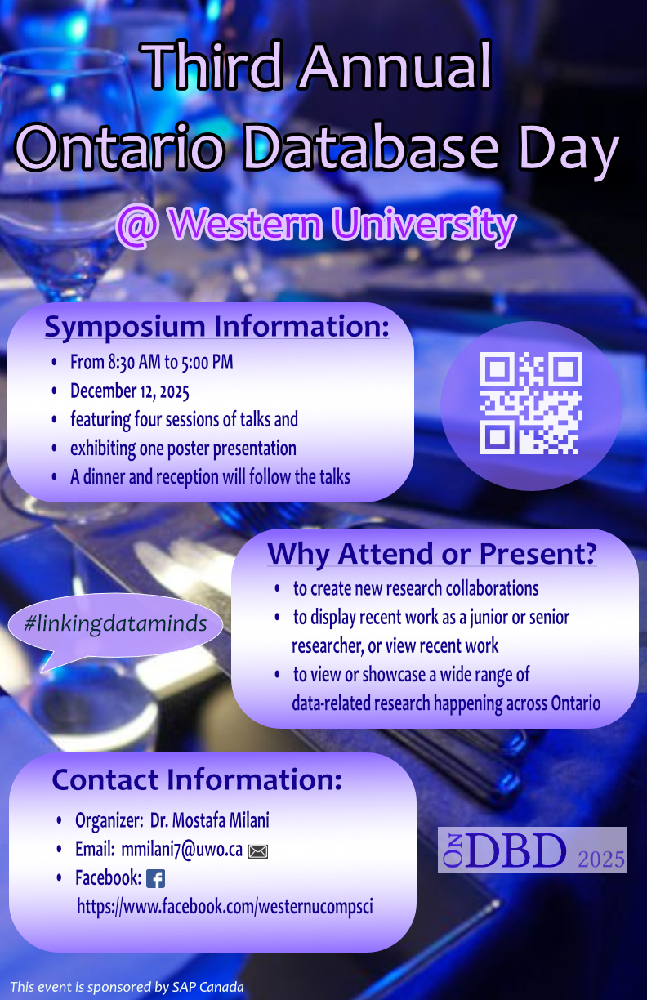 Third Annual
Ontario Database Day
@ Western University
Symposium Information:
• From 8:30 AM to 5:00 PM
• December 12, 2025
• featuring four sessions of talks and
• exhibiting one poster presentation
• A dinner and reception will follow the talks
Why Attend or Present?
• to create new research collaborations
• to display recent work as a junior or senior
researcher, or view recent work
• to view or showcase a wide range of
data-related research happening across Ontario
#linkingdataminds
Contact Information:
• Organizer: Dr. Mostafa Milani
• Email: mmilani7@uwo.ca
• Facebook:
https://www.facebook.com/westernucompsci
ON DBD 2025
This event is sponsored by SAP Canada